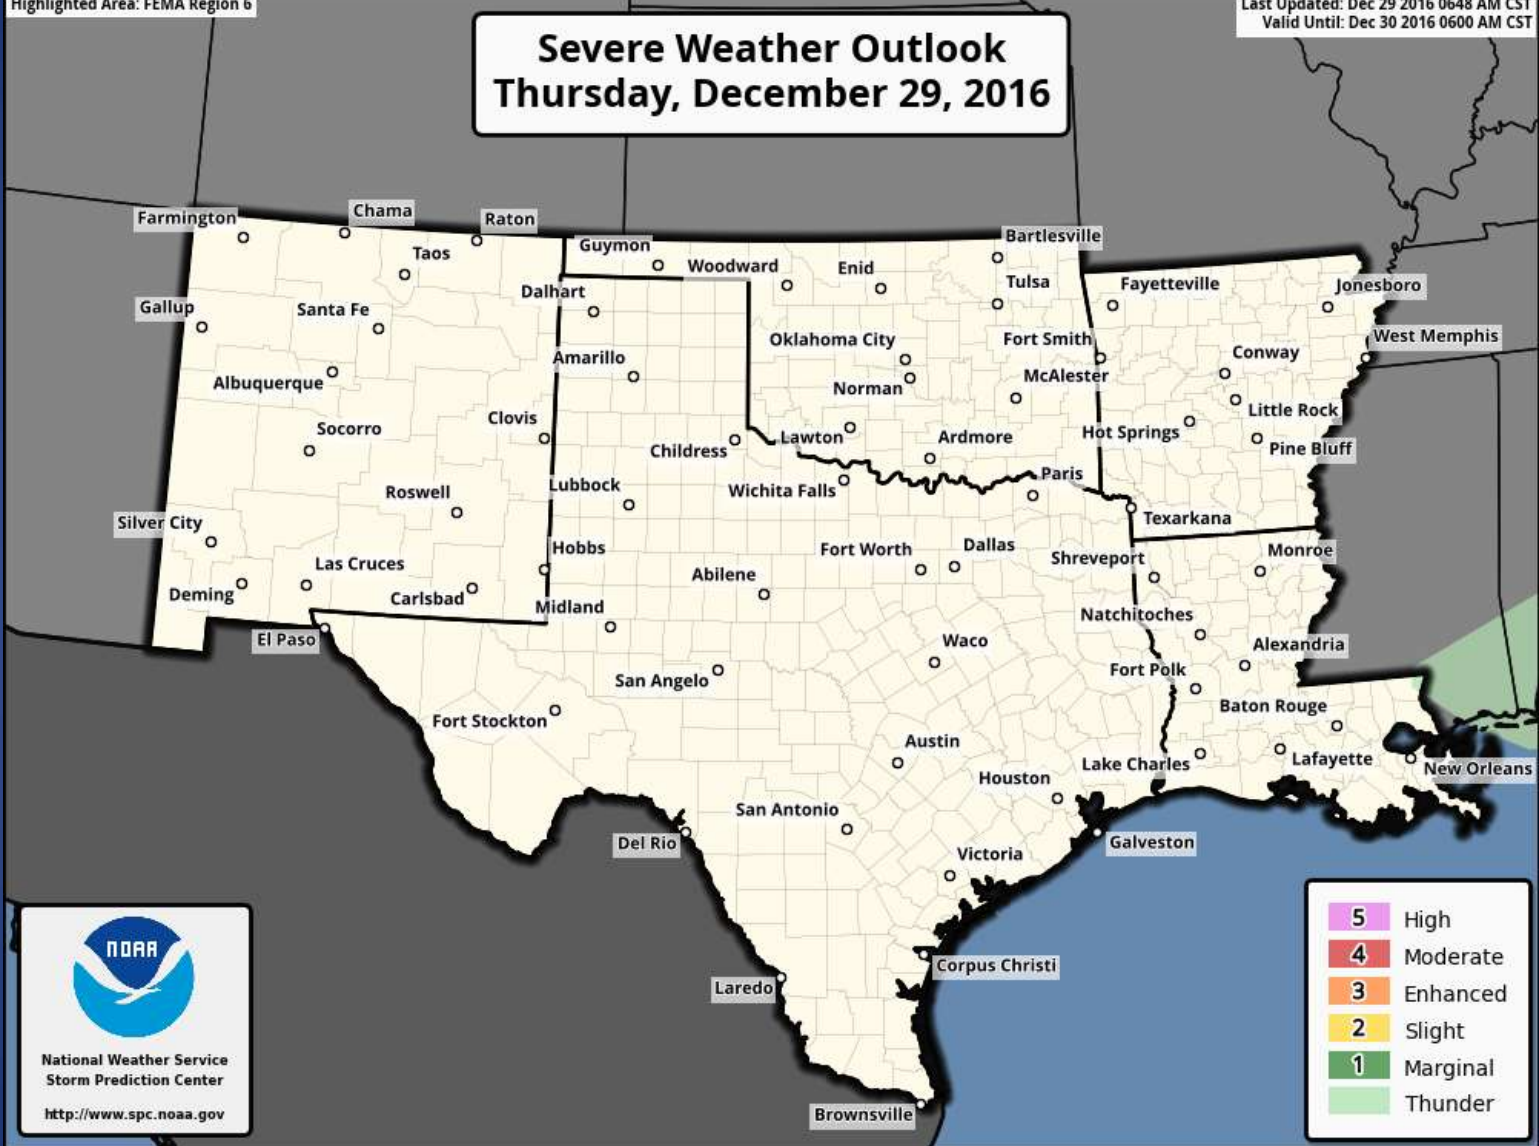 Highlighted Area: FEMA Region 6
Last Updated: Dec 29 2016 0648 AM CST
Valid Until: Dec 30 2016 0600 AM CST
Severe Weather Outlook
Thursday, December 29, 2016
Farmington
Chama
Raton
Taos
Guymon
Woodward
Enid
Bartlesville
Tulsa
Fayetteville
Jonesboro
Gallup
Santa Fe
Dalhart
Oklahoma City
Fort Smith
West Memphis
Albuquerque
Amarillo
Norman
McAlester
Conway
Little Rock
Socorro
Clovis
Childress
Lawton
Ardmore
Hot Springs
Pine Bluff
Roswell
Lubbock
Wichita Falls
Paris
Texarkana
Silver City
Las Cruces
Hobbs
Fort Worth
Dallas
Shreveport
Monroe
Deming
Carlsbad
Abilene
Midland
Natchitoches
El Paso
San Angelo
Waco
Alexandria
Fort Polk
Fort Stockton
Baton Rouge
Austin
Houston
Lake Charles
Lafayette
New Orleans
San Antonio
Del Rio
Victoria
Galveston
Corpus Christi
Laredo
Brownsville
NOAA
National Weather Service
Storm Prediction Center
http://www.spc.noaa.gov
5 High
4 Moderate
3 Enhanced
2 Slight
1 Marginal
Thunder